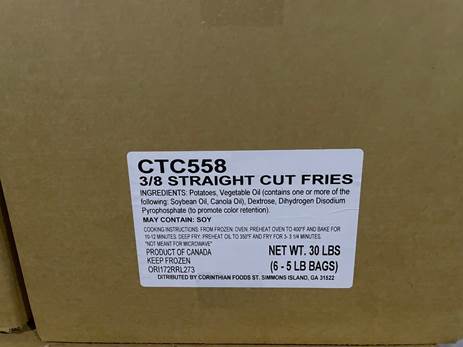 CTC558
3/8 STRAIGHT CUT FRIES
INGREDIENTS: Potatoes, Vegetable Oil (contains one or more of the
following: Soybean Oil, Canola Oil), Dextrose, Dihydrogen Disodium
Pyrophosphate (to promote color retention).
MAY CONTAIN: SOY
COOKING INSTRUCTIONS: FROM FROZEN: OVEN: PREHEAT OVEN TO 400°F AND BAKE FOR
10-12 MINUTES. DEEP FRY: PREHEAT OIL TO 350°F AND FRY FOR 3- 3 1/4 MINUTES.
*NOT MEANT FOR MICROWAVE*
PRODUCT OF CANADA
KEEP FROZEN
ORI172RRL273
NET WT. 30 LBS
(6 - 5 LB BAGS)
DITRIBUTED BY CORINTHIAN FOODS ST. SIMMONS ISLAND, GA 31522